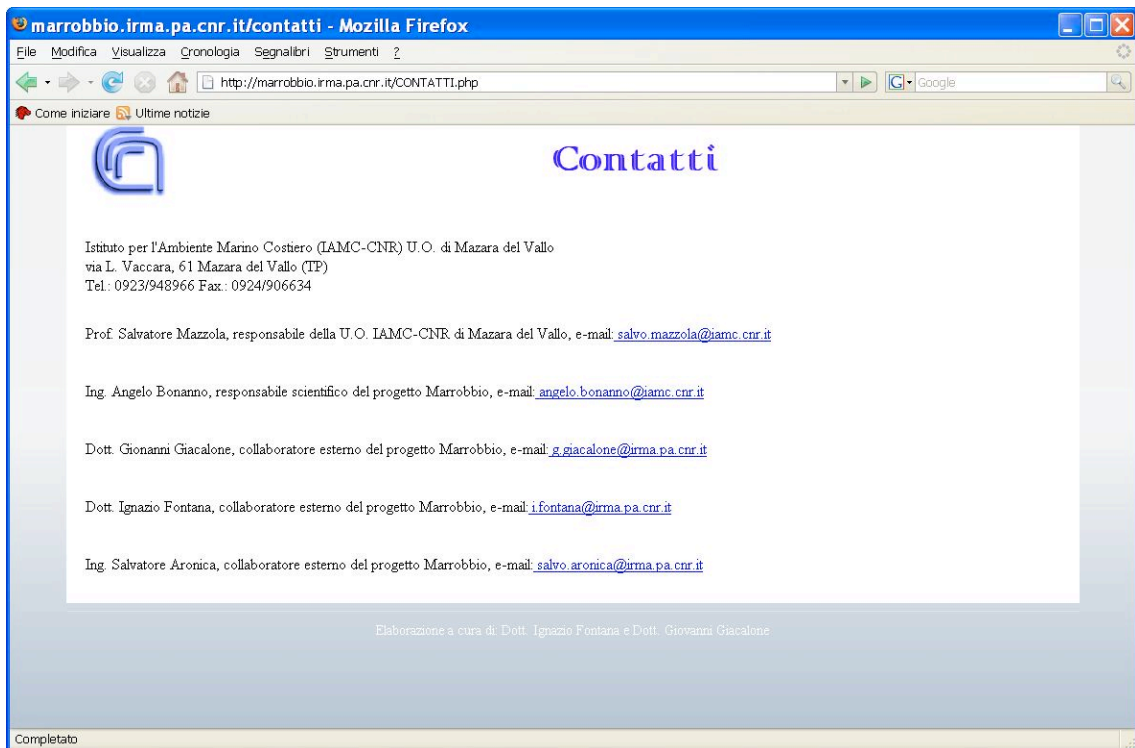 marrobbio.irma.pa.cnr.it/contatti - Mozilla Firefox
File Modifica Visualizza Cronologia Segnalibri Strumenti ?
http://marrobbio.irma.pa.cnr.it/CONTATTI.php G Google
Come iniziare Ultime notizie
Contatti
Istituto per l'Ambiente Marino Costiero (IAMC-CNR) U.O. di Mazara del Vallo
via L. Vaccara, 61 Mazara del Vallo (TP)
Tel.: 0923/948966 Fax.: 0924/906634
Prof. Salvatore Mazzola, responsabile della U.O. IAMC-CNR di Mazara del Vallo, e-mail: salvo.mazzola@iamc.cnr.it
Ing. Angelo Bonanno, responsabile scientifico del progetto Marrobbio, e-mail: angelo.bonanno@iamc.cnr.it
Dott. Gionanni Giacalone, collaboratore esterno del progetto Marrobbio, e-mail: g.giacalone@irma.pa.cnr.it
Dott. Ignazio Fontana, collaboratore esterno del progetto Marrobbio, e-mail: i.fontana@irma.pa.cnr.it
Ing. Salvatore Aronica, collaboratore esterno del progetto Marrobbio, e-mail: salvo.aronica@irma.pa.cnr.it
Elaborazione a cura di: Dott. Ignazio Fontana e Dott. Giovanni Giacalone
Completato